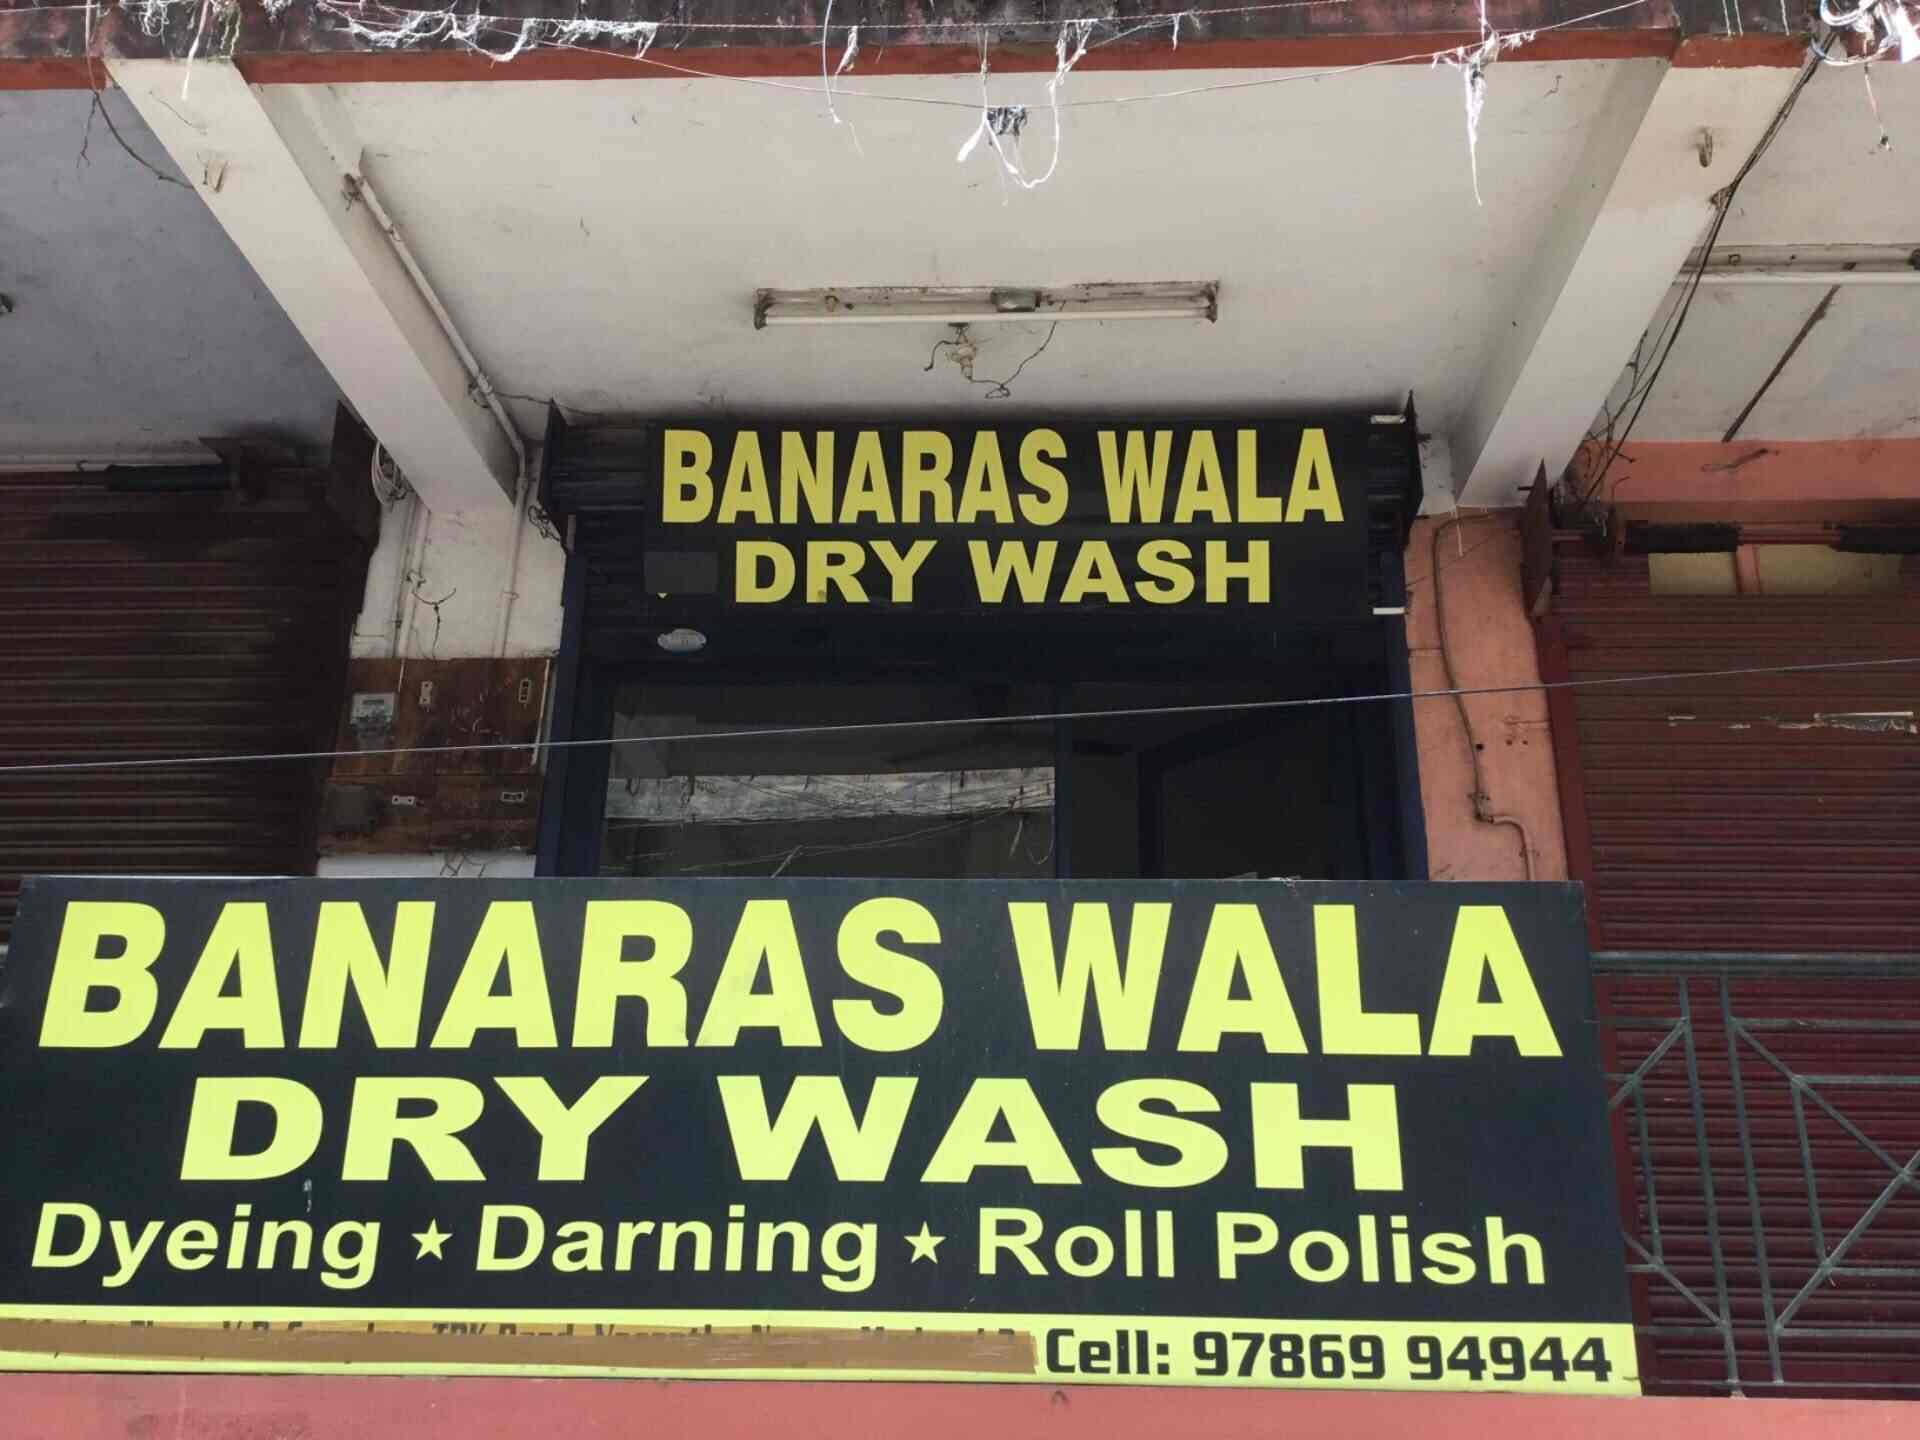 BANARAS WALA
DRY WASH
BANARAS WALA
DRY WASH
Dyeing ★ Darning ★ Roll Polish
Cell: 97869 94944